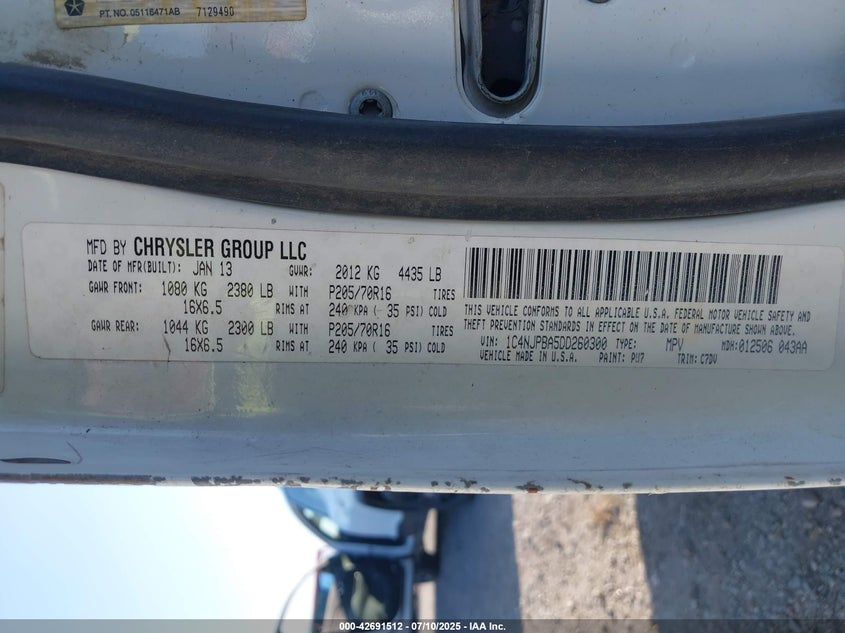 PT. NO. 05116471AB 7129490
MFD BY CHRYSLER GROUP LLC
DATE OF MFR(BUILT): JAN 13 GVWR: 2012 KG 4435 LB
GAWR FRONT: 1080 KG 2380 LB WITH P205/70R16 TIRES
16X6.5 RIMS AT 240 KPA ( 35 PSI) COLD
GAWR REAR: 1044 KG 2300 LB WITH P205/70R16 TIRES
16X6.5 RIMS AT 240 KPA ( 35 PSI) COLD
THIS VEHICLE CONFORMS TO ALL APPLICABLE U.S.A. FEDERAL MOTOR VEHICLE SAFETY AND
THEFT PREVENTION STANDARDS IN EFFECT ON THE DATE OF MANUFACTURE SHOWN ABOVE.
VIN: 1C4NJPBA5DD260300 TYPE: MPV MDH: 012506 043AA
VEHICLE MADE IN U.S.A. PAINT: PW7 TRIM: C7DV
000-42691512 07/10/2025 IAA Inc.